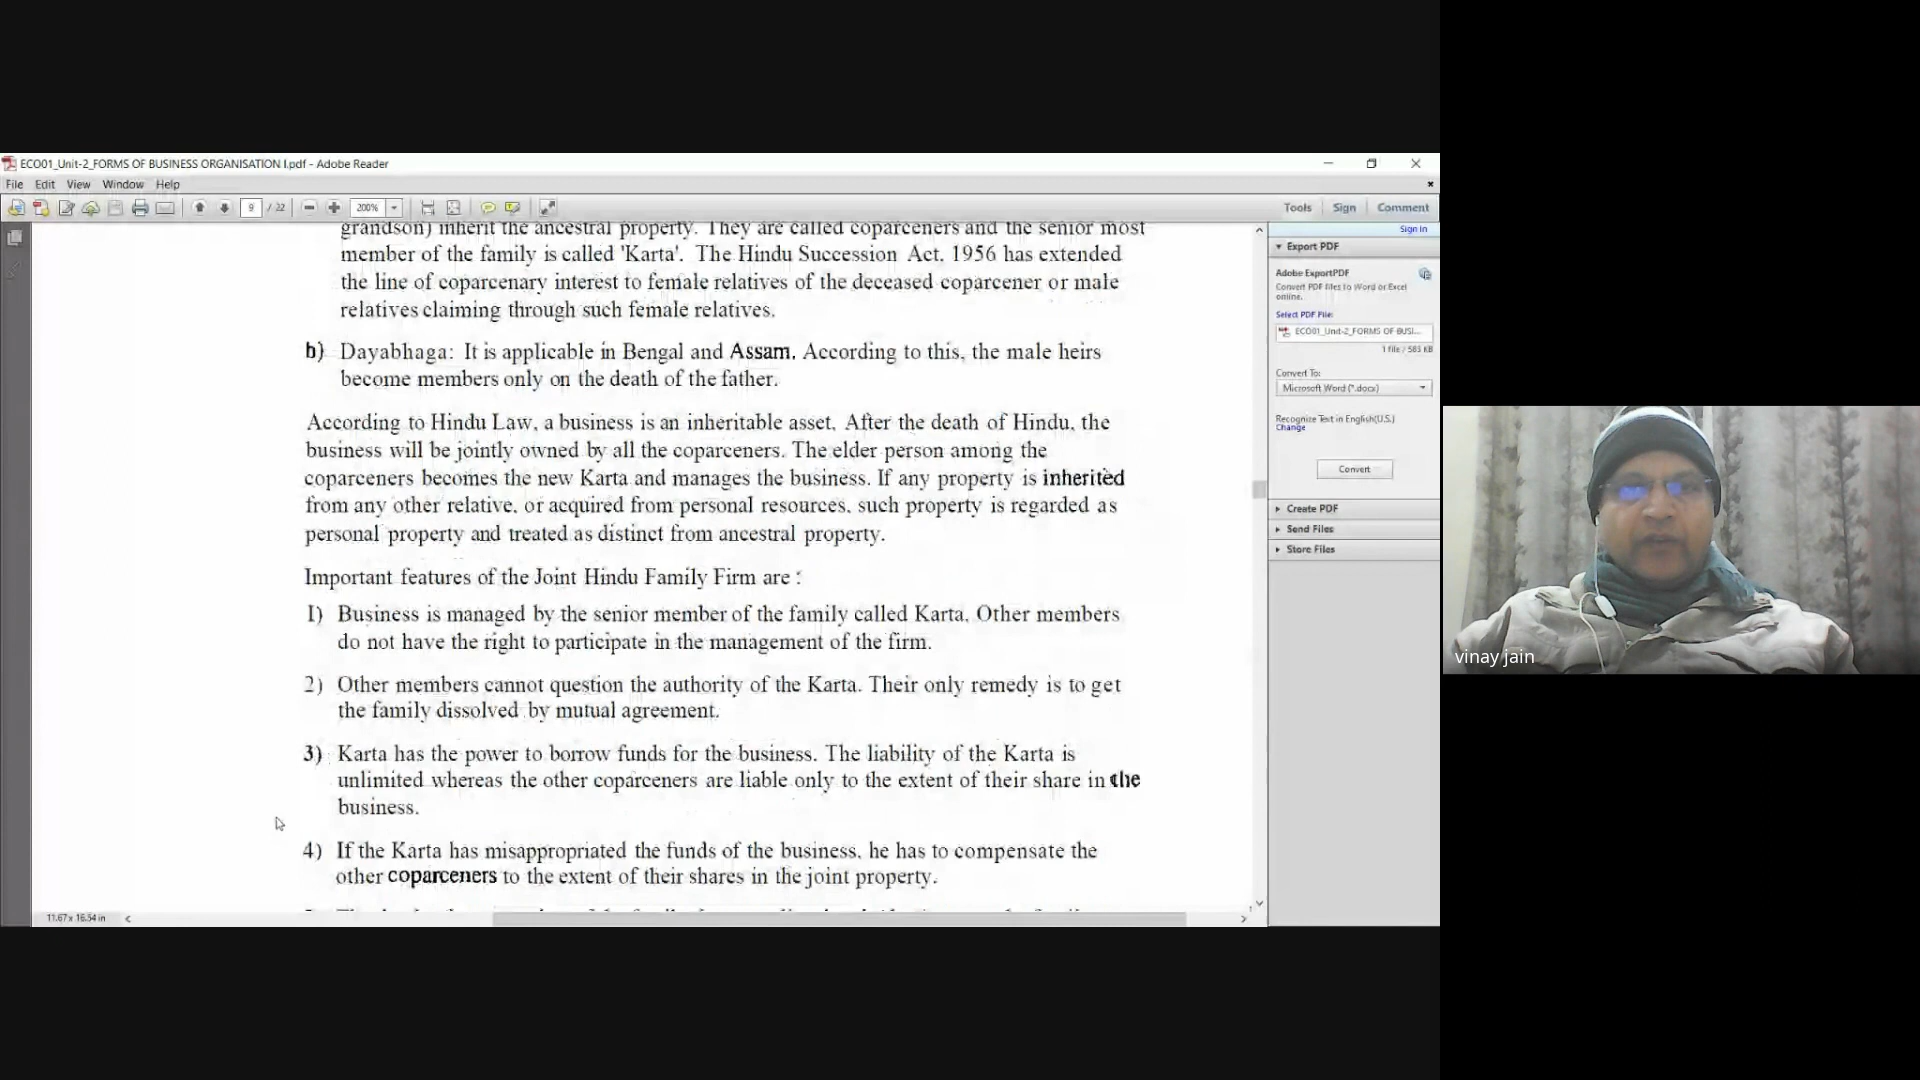 ECO01_Unit-2_FORMS OF BUSINESS ORGANISATION I.pdf - Adobe Reader
File Edit View Window Help
9 / 22 200% Tools Sign Comment
Sign In
grandson) inherit the ancestral property. They are called coparceners and the senior most
member of the family is called 'Karta'. The Hindu Succession Act, 1956 has extended
the line of coparcenary interest to female relatives of the deceased coparcener or male
relatives claiming through such female relatives.
b) Dayabhaga: It is applicable in Bengal and Assam. According to this, the male heirs
become members only on the death of the father.
According to Hindu Law, a business is an inheritable asset. After the death of Hindu, the
business will be jointly owned by all the coparceners. The elder person among the
coparceners becomes the new Karta and manages the business. If any property is inherited
from any other relative, or acquired from personal resources, such property is regarded as
personal property and treated as distinct from ancestral property.
Important features of the Joint Hindu Family Firm are :
1) Business is managed by the senior member of the family called Karta. Other members
do not have the right to participate in the management of the firm.
2) Other members cannot question the authority of the Karta. Their only remedy is to get
the family dissolved by mutual agreement.
3) Karta has the power to borrow funds for the business. The liability of the Karta is
unlimited whereas the other coparceners are liable only to the extent of their share in the
business.
4) If the Karta has misappropriated the funds of the business, he has to compensate the
other coparceners to the extent of their shares in the joint property.
11.67 x 16.54 in
Export PDF
Adobe ExportPDF
Convert PDF files to Word or Excel
online.
Select PDF File:
ECO01_Unit-2_FORMS OF BUSI...
1 file / 583 KB
Convert To:
Microsoft Word (*.docx)
Recognize Text in English(U.S.)
Change
Convert
Create PDF
Send Files
Store Files
vinay jain